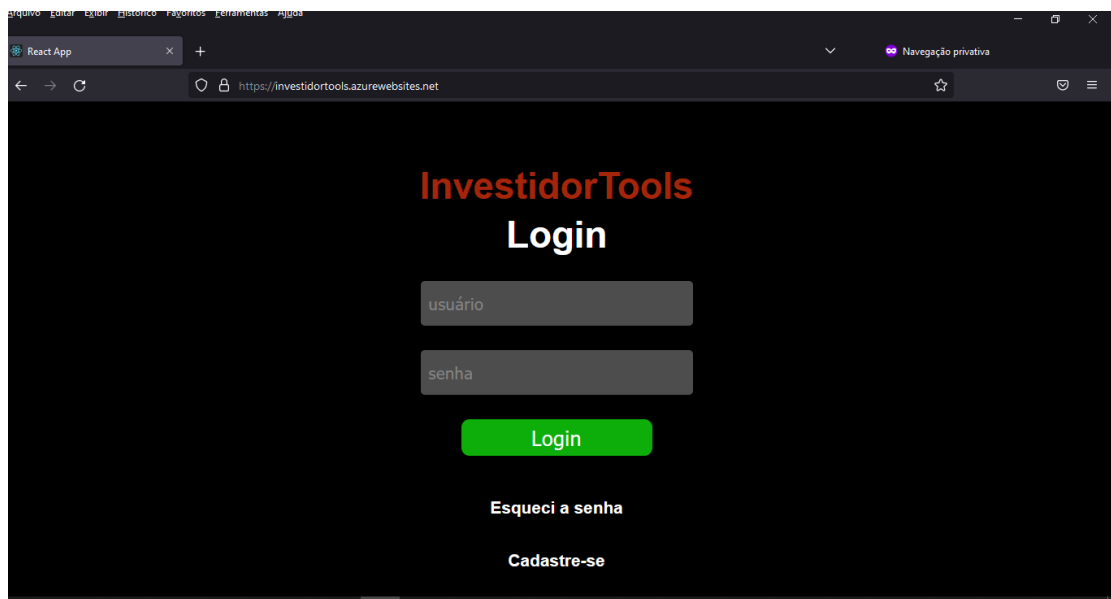 Arquivo Editar Exibir Histórico Favoritos Ferramentas Ajuda
React App
Navegação privativa
https://investidortools.azurewebsites.net
InvestidorTools
Login
usuário
senha
Login
Esqueci a senha
Cadastre-se